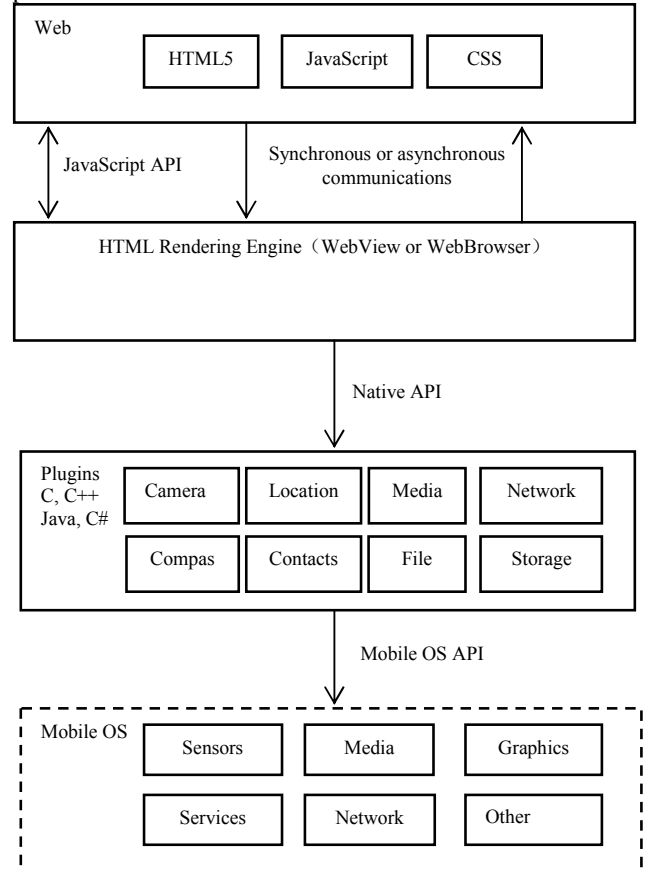 Web
HTML5 JavaScript CSS
JavaScript API
Synchronous or asynchronous
communications
HTML Rendering Engine（WebView or WebBrowser）
Native API
Plugins
C, C++
Java, C#
Camera Location Media Network
Compas Contacts File Storage
Mobile OS API
Mobile OS
Sensors Media Graphics
Services Network Other